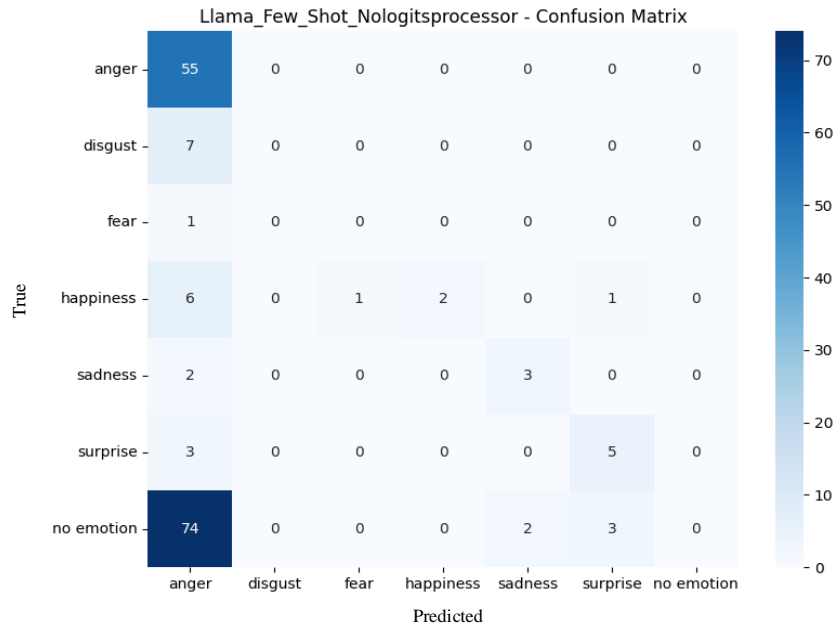 Llama_Few_Shot_Nologitsprocessor - Confusion Matrix
anger 55 0 0 0 0 0 0
disgust 7 0 0 0 0 0 0
fear 1 0 0 0 0 0 0
happiness 6 0 1 2 0 1 0
sadness 2 0 0 0 3 0 0
surprise 3 0 0 0 0 5 0
no emotion 74 0 0 0 2 3 0
anger disgust fear happiness sadness surprise no emotion
True
Predicted
70
60
50
40
30
20
10
0